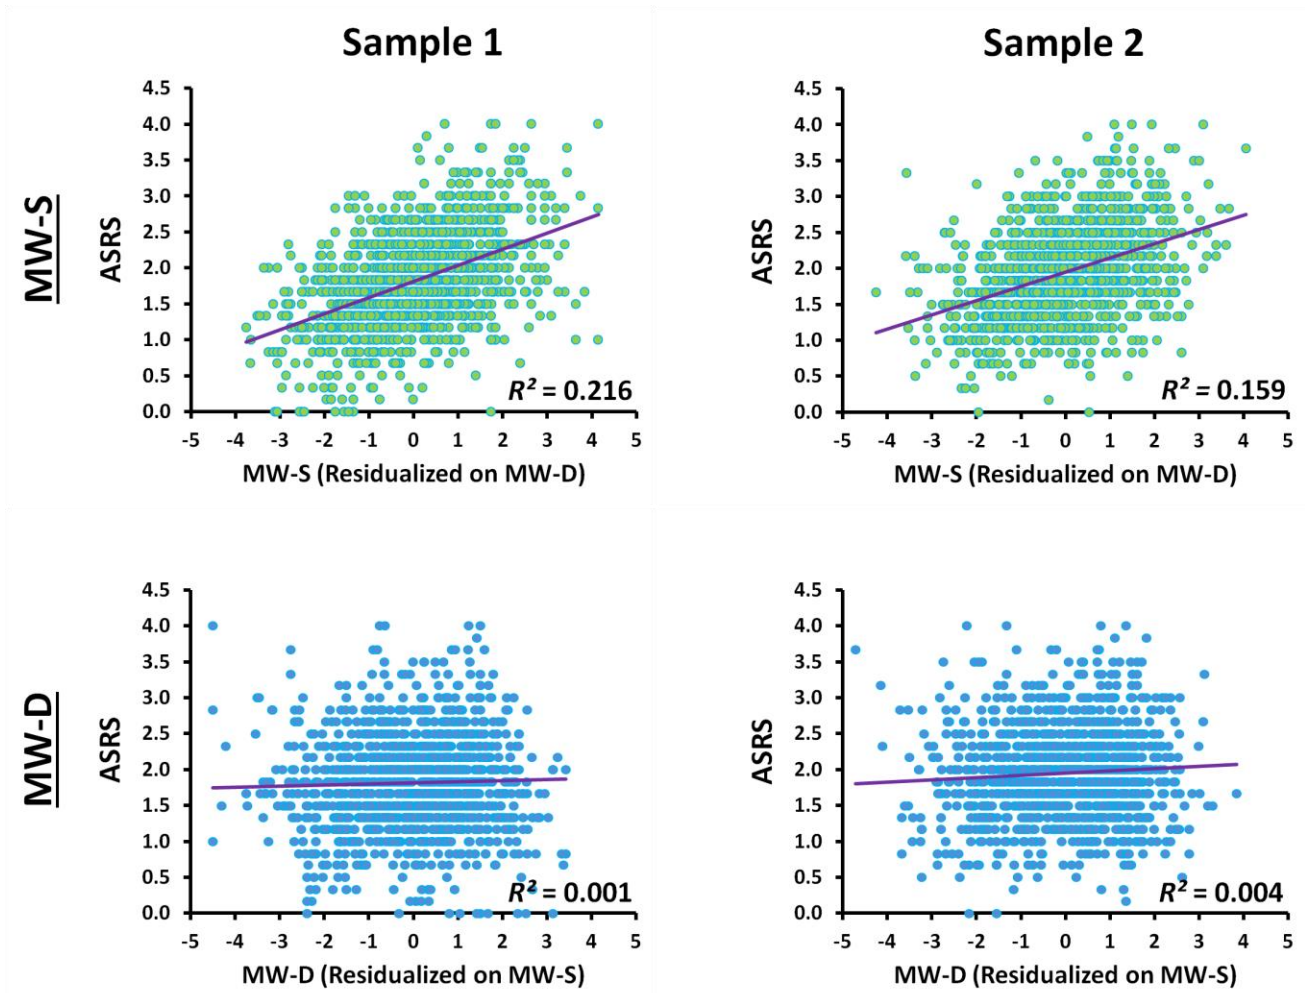 Sample 1
Sample 2
MW-S
ASRS
4.5
4.0
3.5
3.0
2.5
2.0
1.5
1.0
0.5
0.0
R² = 0.216
-5 -4 -3 -2 -1 0 1 2 3 4 5
MW-S (Residualized on MW-D)
ASRS
4.5
4.0
3.5
3.0
2.5
2.0
1.5
1.0
0.5
0.0
R² = 0.159
-5 -4 -3 -2 -1 0 1 2 3 4 5
MW-S (Residualized on MW-D)
MW-D
ASRS
4.5
4.0
3.5
3.0
2.5
2.0
1.5
1.0
0.5
0.0
R² = 0.001
-5 -4 -3 -2 -1 0 1 2 3 4 5
MW-D (Residualized on MW-S)
ASRS
4.5
4.0
3.5
3.0
2.5
2.0
1.5
1.0
0.5
0.0
R² = 0.004
-5 -4 -3 -2 -1 0 1 2 3 4 5
MW-D (Residualized on MW-S)